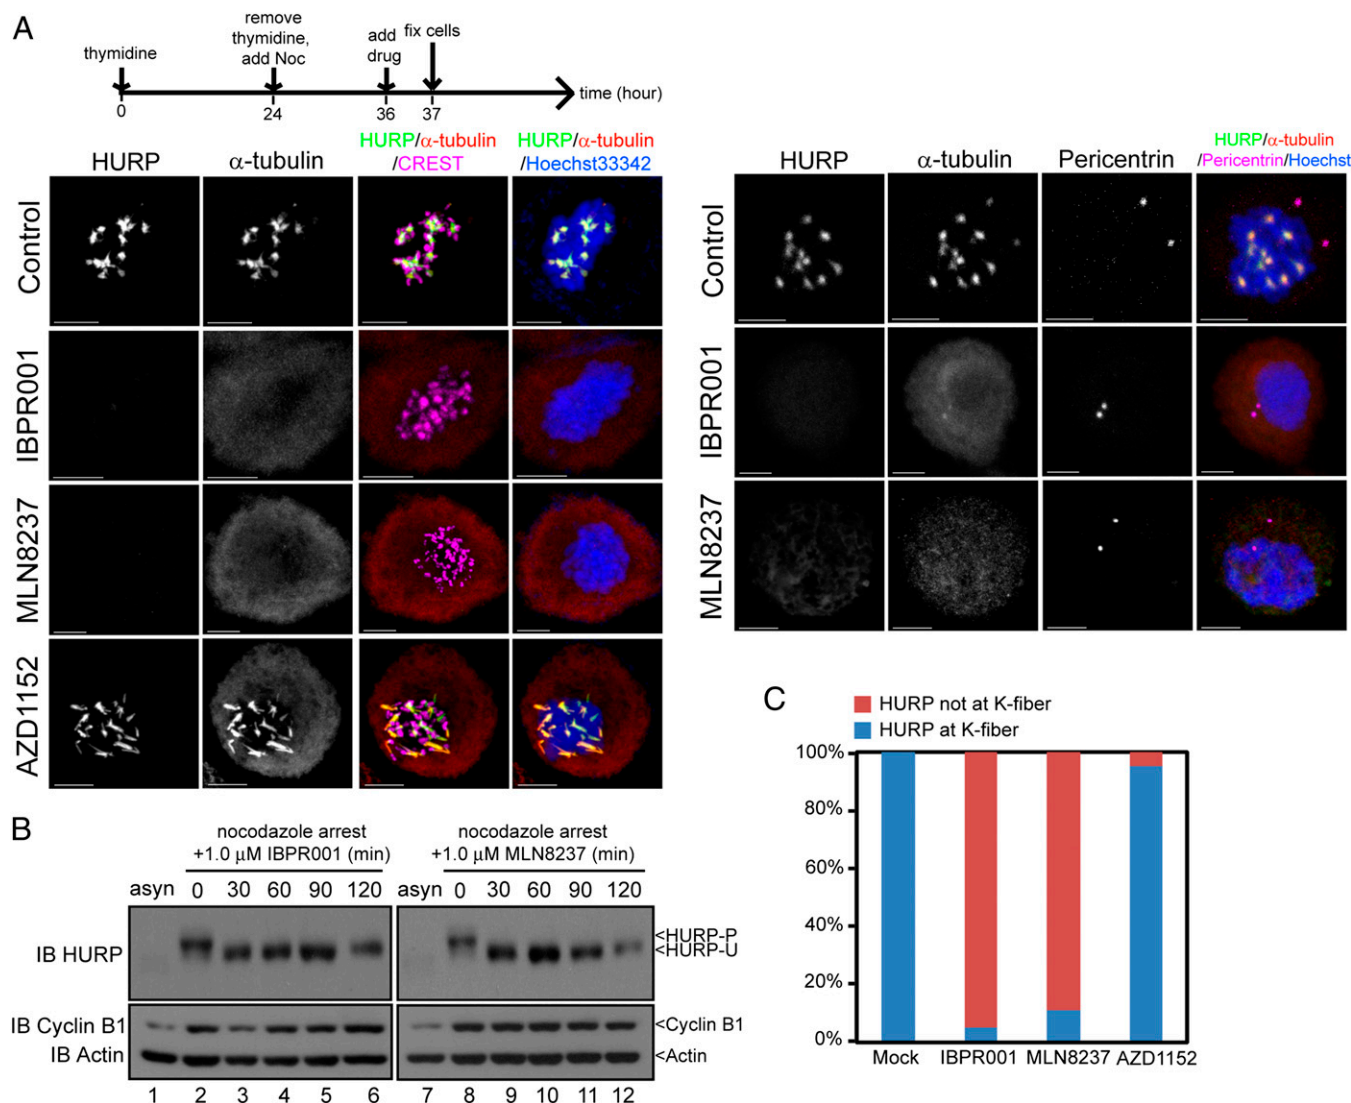 A
thymidine
remove
thymidine,
add Noc
add
drug
fix cells
time (hour)
0
24
36
37
HURP
α-tubulin
HURP/α-tubulin
/CREST
HURP/α-tubulin
/Hoechst33342
Control
IBPR001
MLN8237
AZD1152
HURP
α-tubulin
Pericentrin
HURP/α-tubulin
/Pericentrin/Hoechst
Control
IBPR001
MLN8237
B
nocodazole arrest
+1.0 μM IBPR001 (min)
asyn 0 30 60 90 120
nocodazole arrest
+1.0 μM MLN8237 (min)
asyn 0 30 60 90 120
IB HURP
<HURP-P
<HURP-U
IB Cyclin B1
<Cyclin B1
IB Actin
<Actin
1 2 3 4 5 6 7 8 9 10 11 12
C
HURP not at K-fiber
HURP at K-fiber
100%
80%
60%
40%
20%
0%
Mock IBPR001 MLN8237 AZD1152